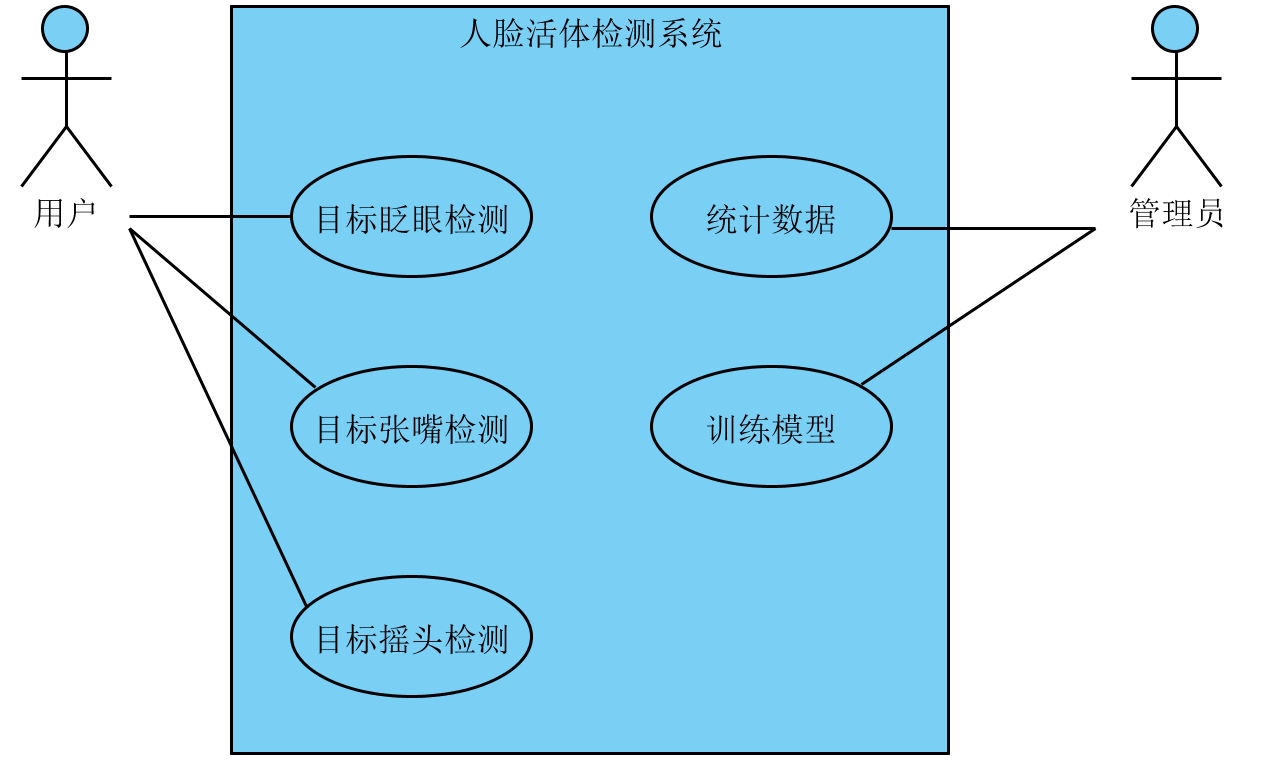 人脸活体检测系统
用户
管理员
目标眨眼检测
统计数据
目标张嘴检测
训练模型
目标摇头检测